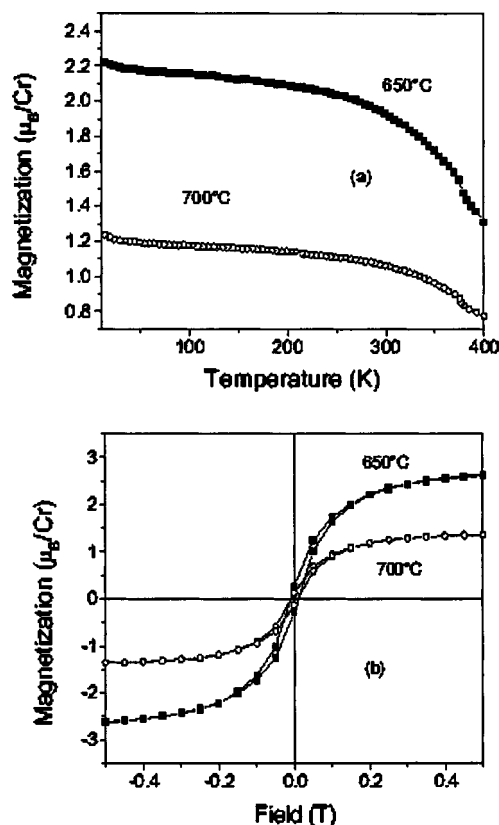 2.4
2.2
2.0
1.8
1.6
1.4
1.2
1.0
0.8
Magnetization (μB/Cr)
650°C
(a)
700°C
100
200
300
400
Temperature (K)
3
2
1
0
-1
-2
-3
Magnetization (μB/Cr)
650°C
700°C
(b)
-0.4
-0.2
0.0
0.2
0.4
Field (T)